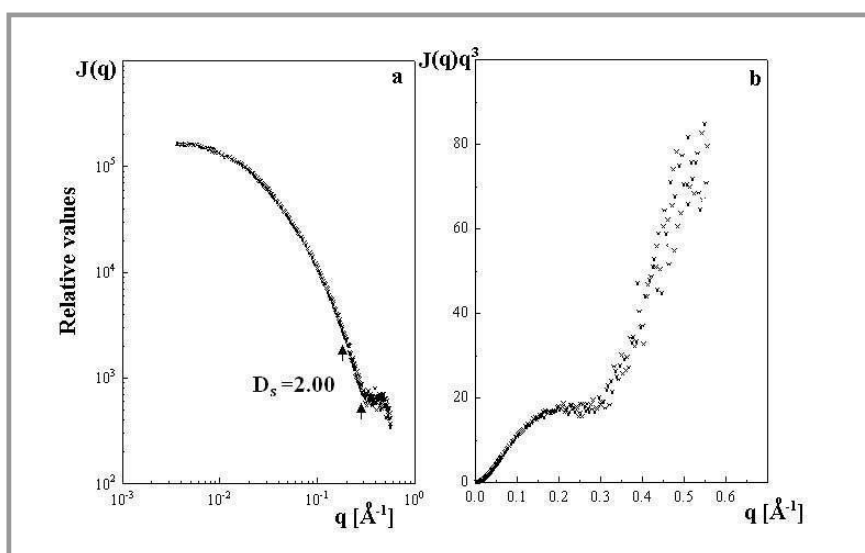 J(q)
a
10⁵
10⁴
10³
10²
Relative values
Dₛ =2.00
10⁻³
10⁻²
10⁻¹
10⁰
q [Å⁻¹]
J(q)q³
b
80
60
40
20
0
0.0
0.1
0.2
0.3
0.4
0.5
0.6
q [Å⁻¹]